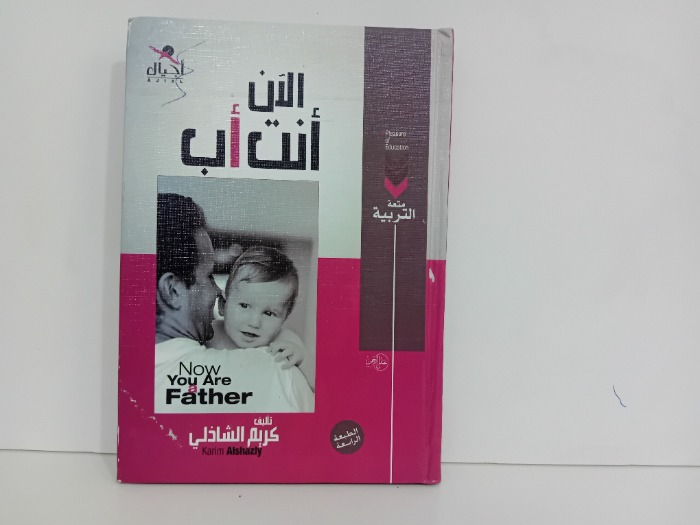 أجيال
AJYAL
الآن
أنت أب
Pleasure
of
Education
متعة
التربية
Now
You Are
a
Father
تأليف
كريم الشاذلي
Karim Alshazly
الطبعة
الرابعة